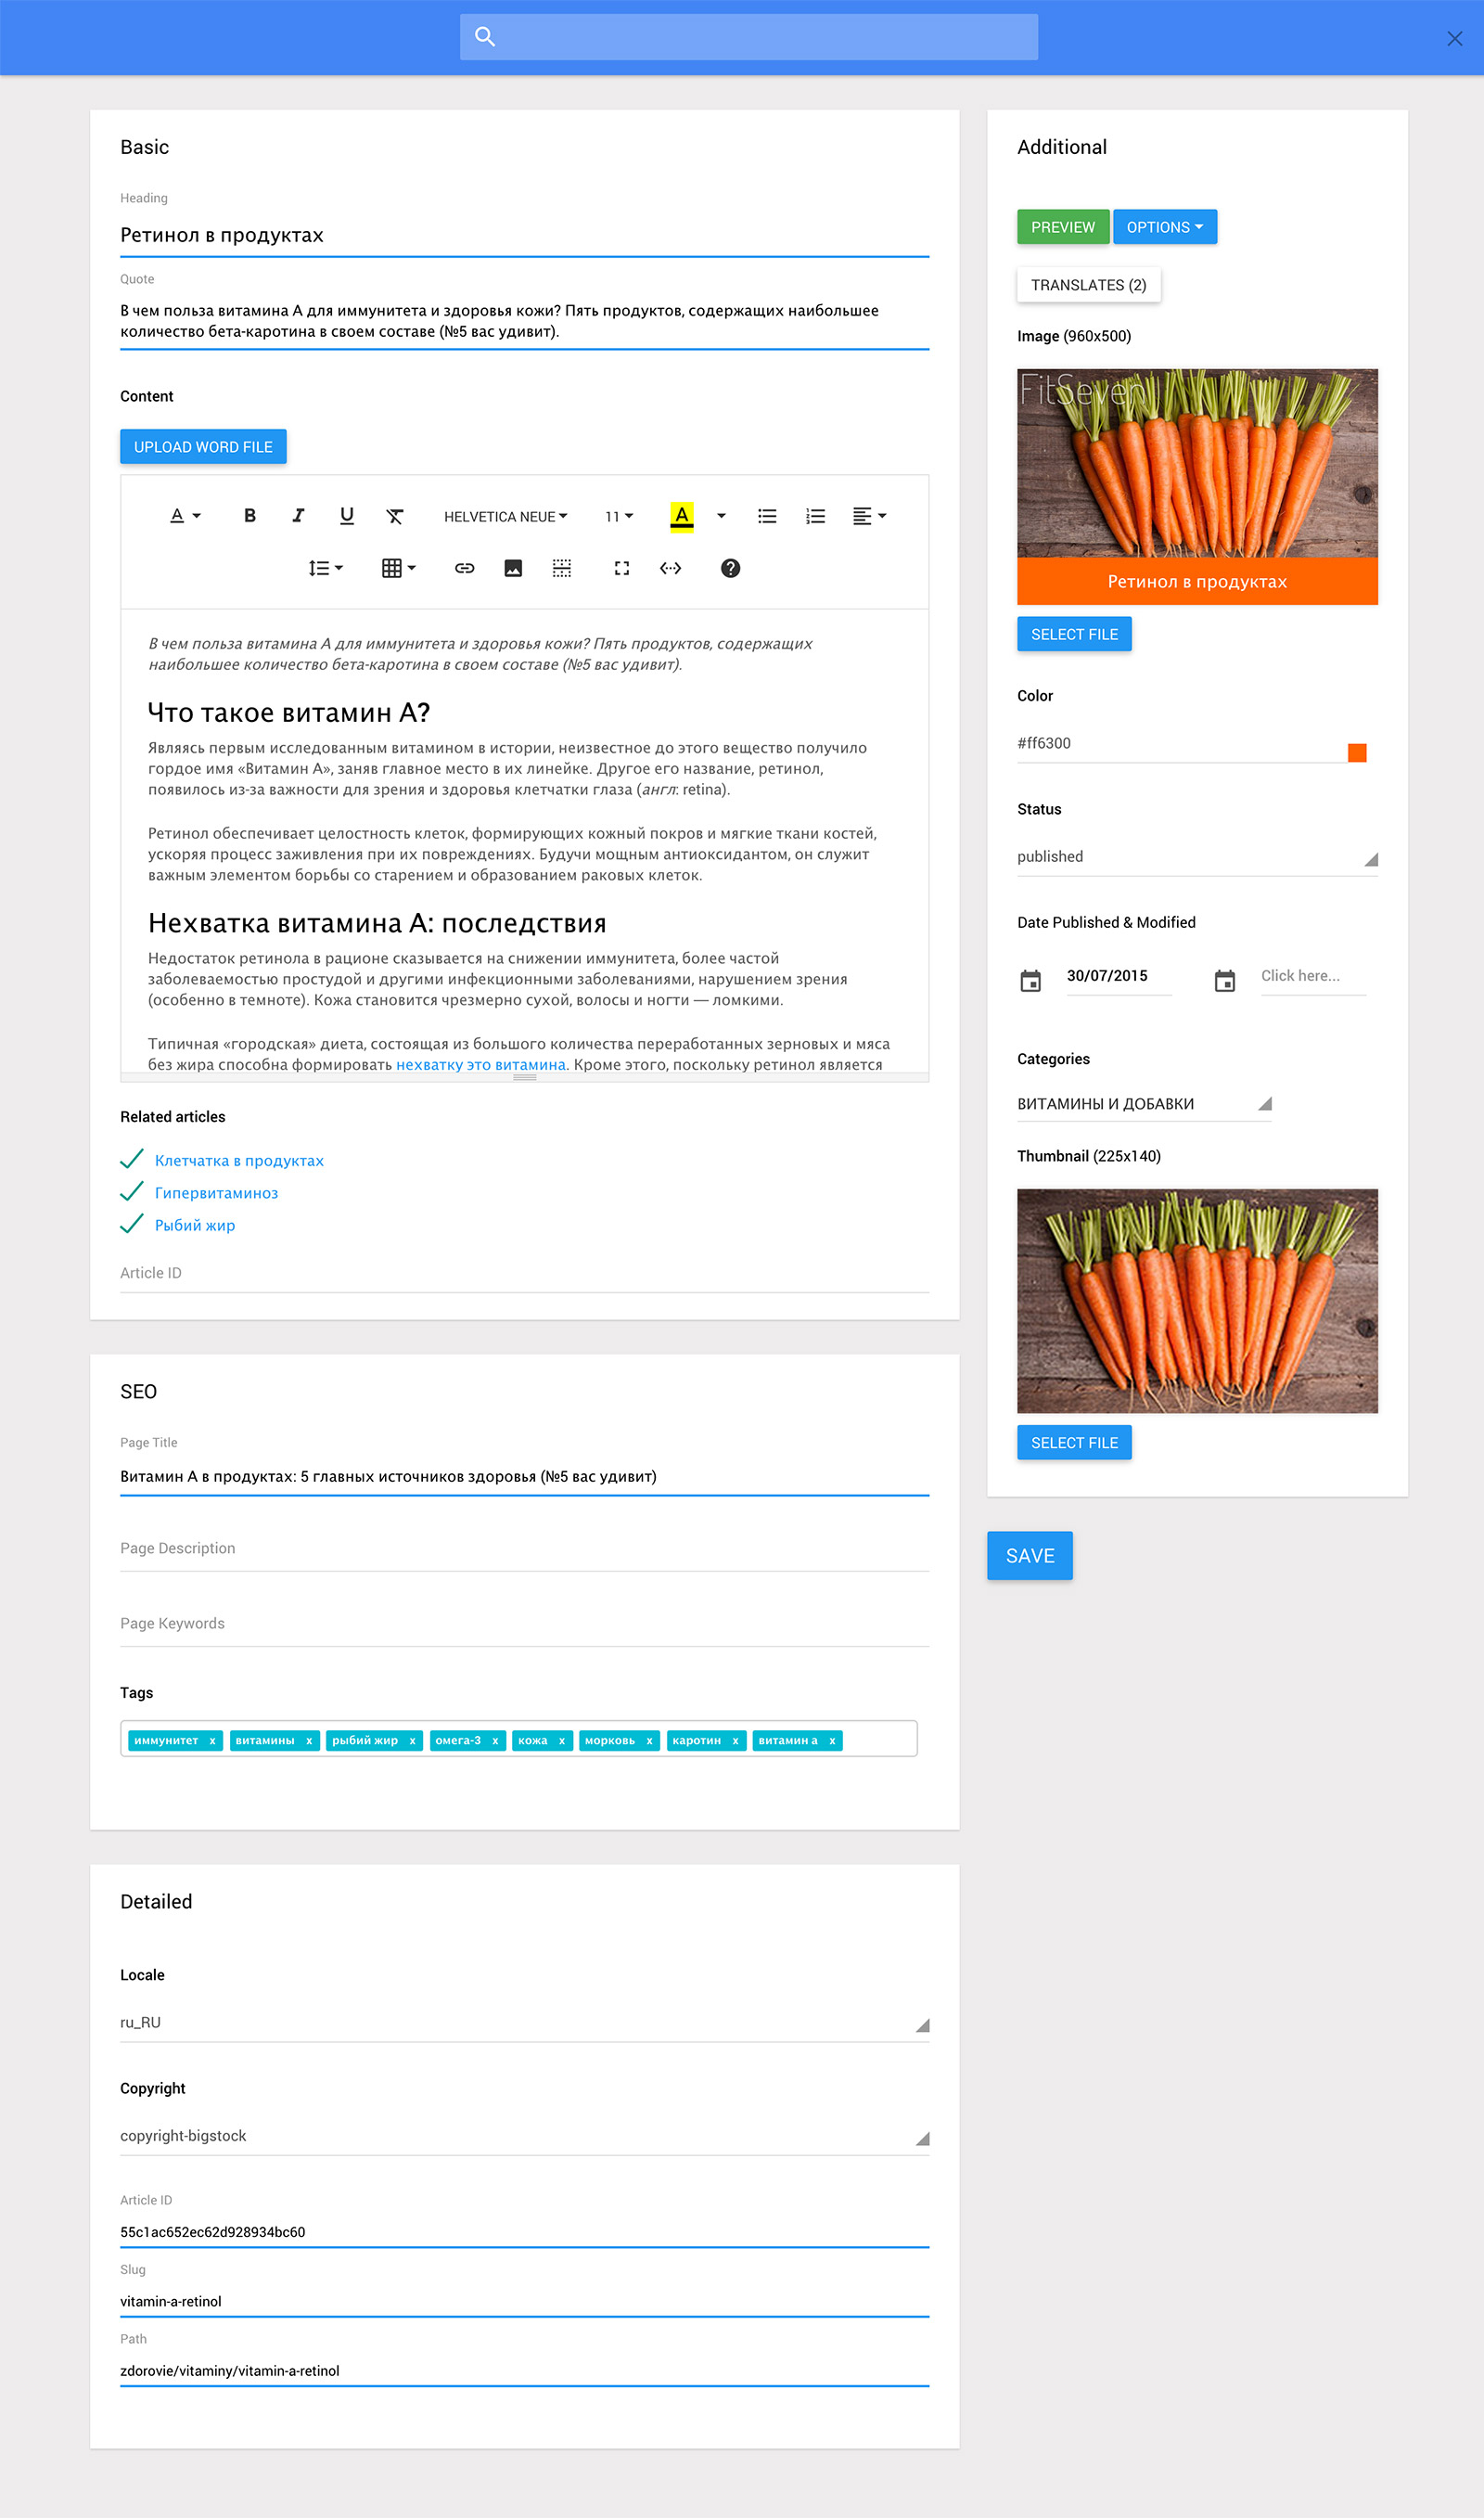 Basic
Heading
Ретинол в продуктах
Quote
В чем польза витамина А для иммунитета и здоровья кожи? Пять продуктов, содержащих наибольшее
количество бета-каротина в своем составе (№5 вас удивит).
Content
UPLOAD WORD FILE
A B I U HELVETICA NEUE 11 A
В чем польза витамина А для иммунитета и здоровья кожи? Пять продуктов, содержащих
наибольшее количество бета-каротина в своем составе (№5 вас удивит).
Что такое витамин А?
Являясь первым исследованным витамином в истории, неизвестное до этого вещество получило
гордое имя «Витамин А», заняв главное место в их линейке. Другое его название, ретинол,
появилось из-за важности для зрения и здоровья клетчатки глаза (англ. retina).
Ретинол обеспечивает целостность клеток, формирующих кожный покров и мягкие ткани костей,
ускоряя процесс заживления при их повреждениях. Будучи мощным антиоксидантом, он служит
важным элементом борьбы со старением и образованием раковых клеток.
Нехватка витамина А: последствия
Недостаток ретинола в рационе сказывается на снижении иммунитета, более частой
заболеваемостью простудой и другими инфекционными заболеваниями, нарушением зрения
(особенно в темноте). Кожа становится чрезмерно сухой, волосы и ногти — ломкими.
Типичная «городская» диета, состоящая из большого количества переработанных зерновых и мяса
без жира способна формировать нехватку это витамина. Кроме этого, поскольку ретинол является
Related articles
Клетчатка в продуктах
Гипервитаминоз
Рыбий жир
Article ID
SEO
Page Title
Витамин А в продуктах: 5 главных источников здоровья (№5 вас удивит)
Page Description
Page Keywords
Tags
иммунитет x витамины x рыбий жир x омега-3 x кожа x морковь x каротин x витамин а x
Detailed
Locale
ru_RU
Copyright
copyright-bigstock
Article ID
55c1ac652ec62d928934bc60
Slug
vitamin-a-retinol
Path
zdorovie/vitaminy/vitamin-a-retinol
Additional
PREVIEW OPTIONS
TRANSLATES (2)
Image (960x500)
FitSeven
Ретинол в продуктах
SELECT FILE
Color
#ff6300
Status
published
Date Published & Modified
30/07/2015 Click here...
Categories
ВИТАМИНЫ И ДОБАВКИ
Thumbnail (225x140)
SELECT FILE
SAVE